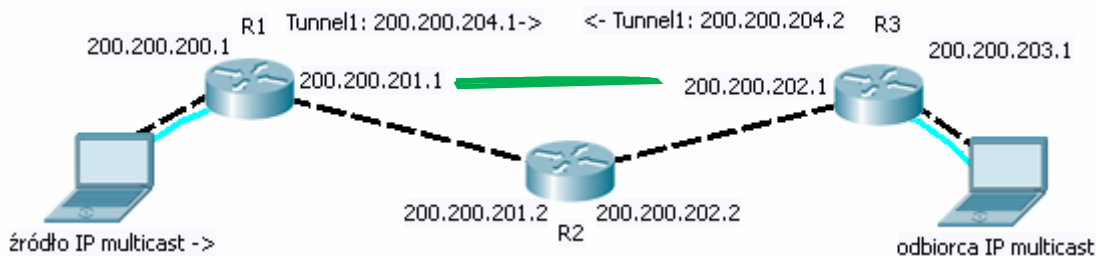 R1 Tunnel1: 200.200.204.1-> <- Tunnel1: 200.200.204.2 R3
200.200.200.1
200.200.203.1
200.200.201.1
200.200.202.1
200.200.201.2 200.200.202.2
R2
źródło IP multicast ->
odbiorca IP multicast